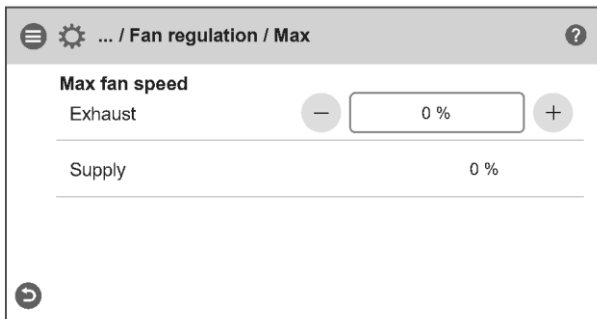 ... / Fan regulation / Max ?
Max fan speed
Exhaust − 0 % +
Supply 0 %